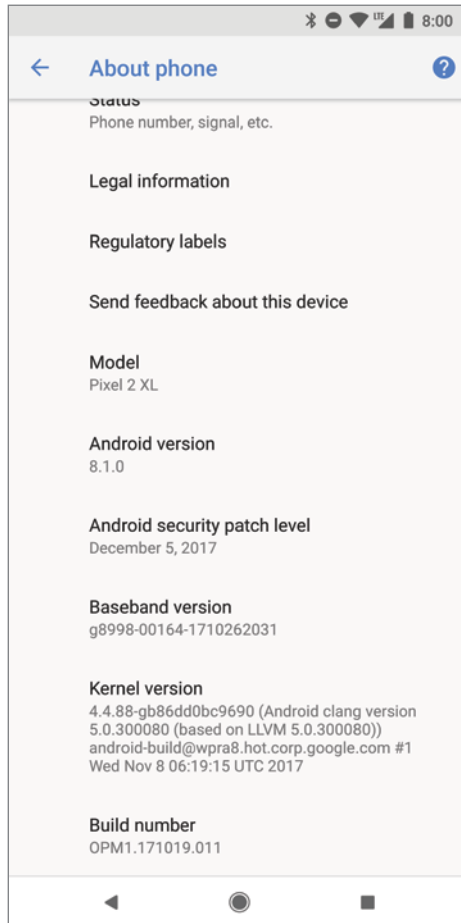 LTE 8:00
About phone ?
Status
Phone number, signal, etc.
Legal information
Regulatory labels
Send feedback about this device
Model
Pixel 2 XL
Android version
8.1.0
Android security patch level
December 5, 2017
Baseband version
g8998-00164-1710262031
Kernel version
4.4.88-gb86dd0bc9690 (Android clang version
5.0.300080 (based on LLVM 5.0.300080))
android-build@wpra8.hot.corp.google.com #1
Wed Nov 8 06:19:15 UTC 2017
Build number
OPM1.171019.011